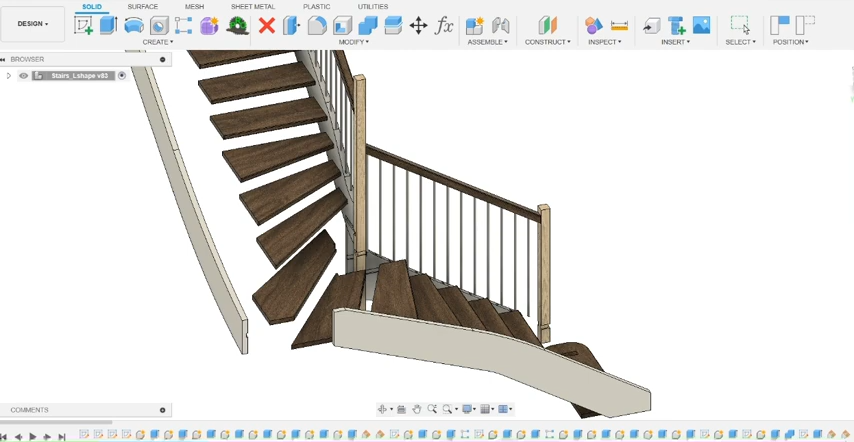 SOLID SURFACE MESH SHEET METAL PLASTIC UTILITIES
DESIGN
CREATE MODIFY ASSEMBLE CONSTRUCT INSPECT INSERT SELECT POSITION
BROWSER
Stairs_Lshape v83
COMMENTS